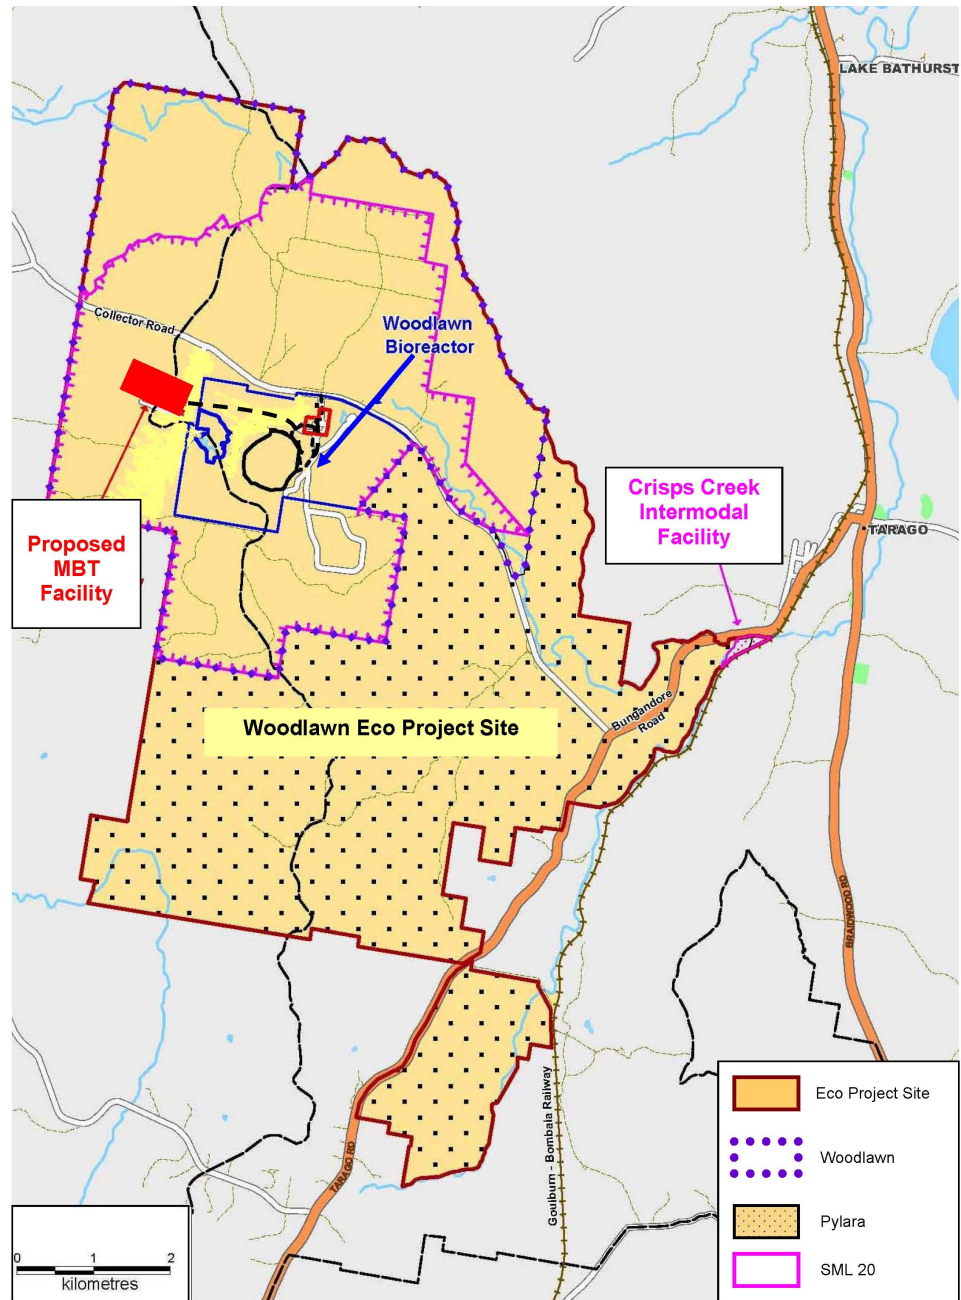 LAKE BATHURST
Collector Road
Woodlawn
Bioreactor
Crisps Creek
Intermodal
Facility
TARAGO
Proposed
MBT
Facility
Bungandore
Road
Woodlawn Eco Project Site
BRAIDWOOD RD
Goulburn - Bombala Railway
TARAGO RD
Eco Project Site
Woodlawn
Pylara
SML 20
0 1 2
kilometres